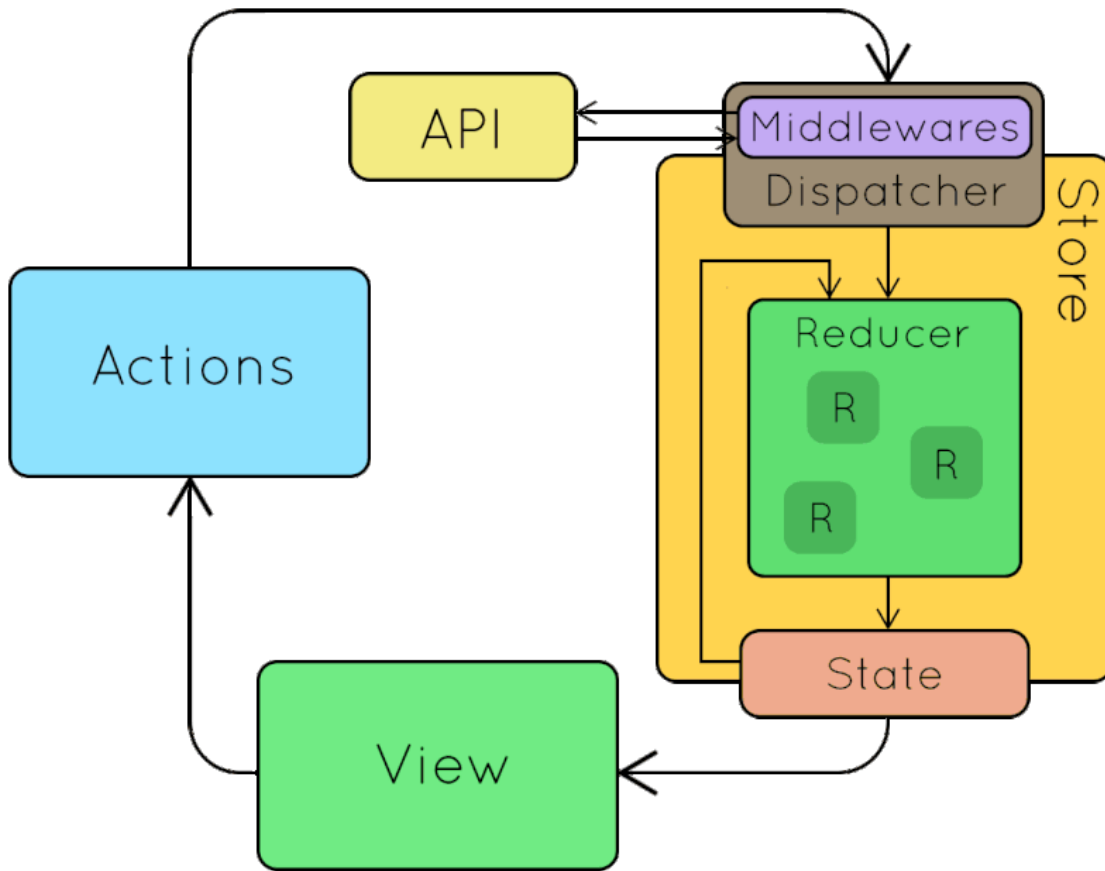 API
Middlewares
Dispatcher
Store
Actions
Reducer
R
R
R
State
View